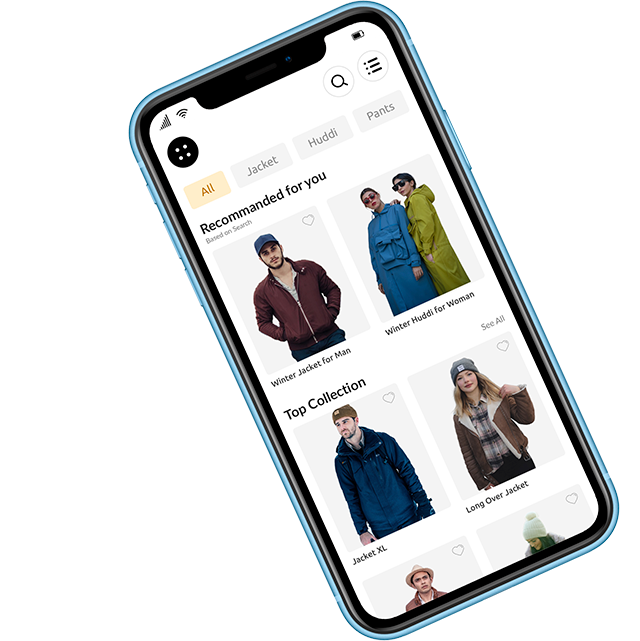 All
Jacket
Huddi
Pants
Recommanded for you
Based on Search
Winter Jacket for Man
Winter Huddi for Woman
Top Collection
See All
Jacket XL
Long Over Jacket